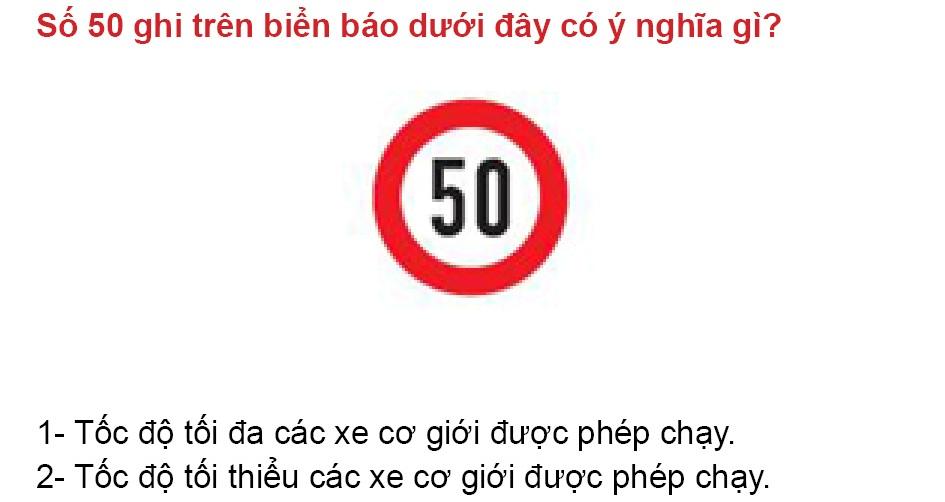 Số 50 ghi trên biển báo dưới đây có ý nghĩa gì?
50
1- Tốc độ tối đa các xe cơ giới được phép chạy.
2- Tốc độ tối thiểu các xe cơ giới được phép chạy.